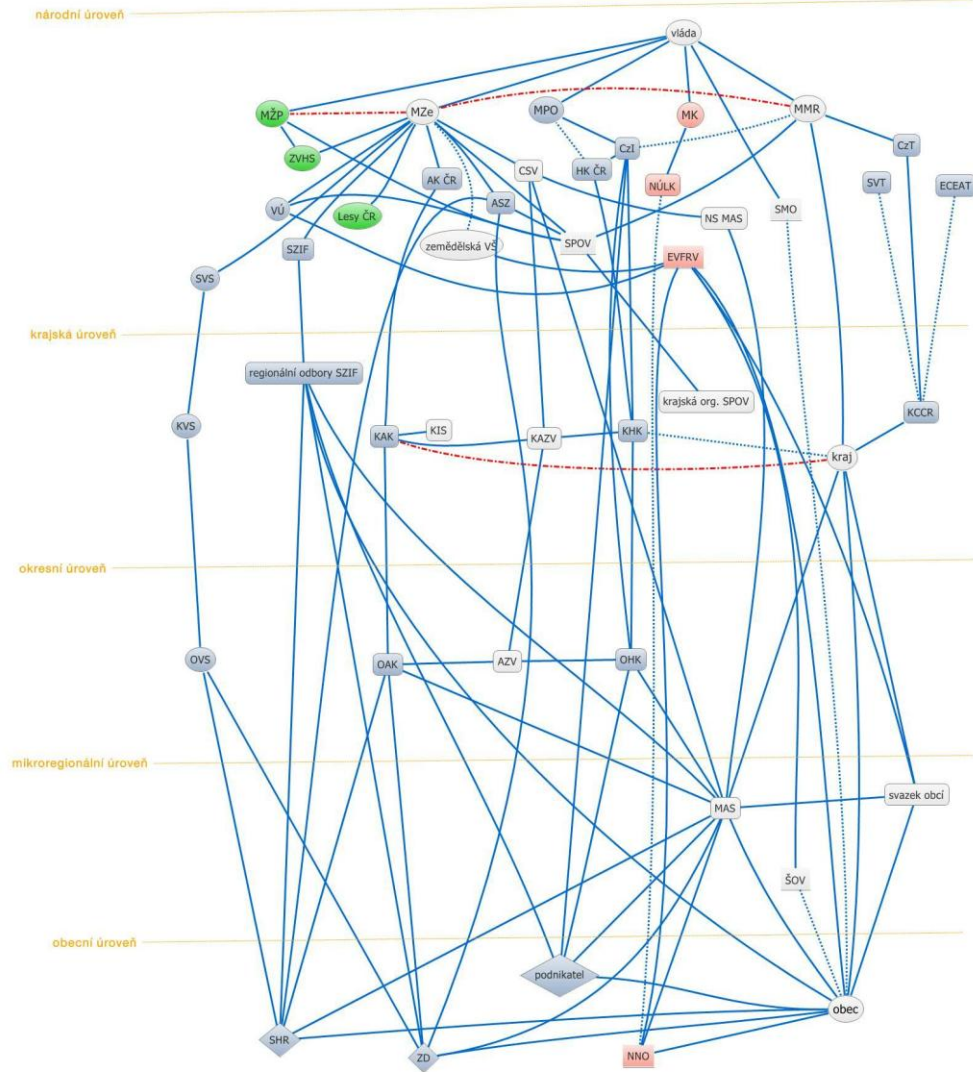 národní úroveň
vláda
MŽP
MZe
MPO
MK
MMR
ZVHS
AK ČR
CSV
HK ČR
CzI
CzT
VÚ
Lesy ČR
ASZ
NÚLK
SMO
SVT
ECEAT
NS MAS
SZIF
zemědělská VŠ
SPOV
EVFRV
SVS
krajská úroveň
regionální odbory SZIF
krajská org. SPOV
KVS
KAK
KIS
KAZV
KHK
KCCR
kraj
okresní úroveň
OVS
OAK
AZV
OHK
mikroregionální úroveň
MAS
svazek obcí
ŠOV
obecní úroveň
podnikatel
obec
SHR
ZD
NNO